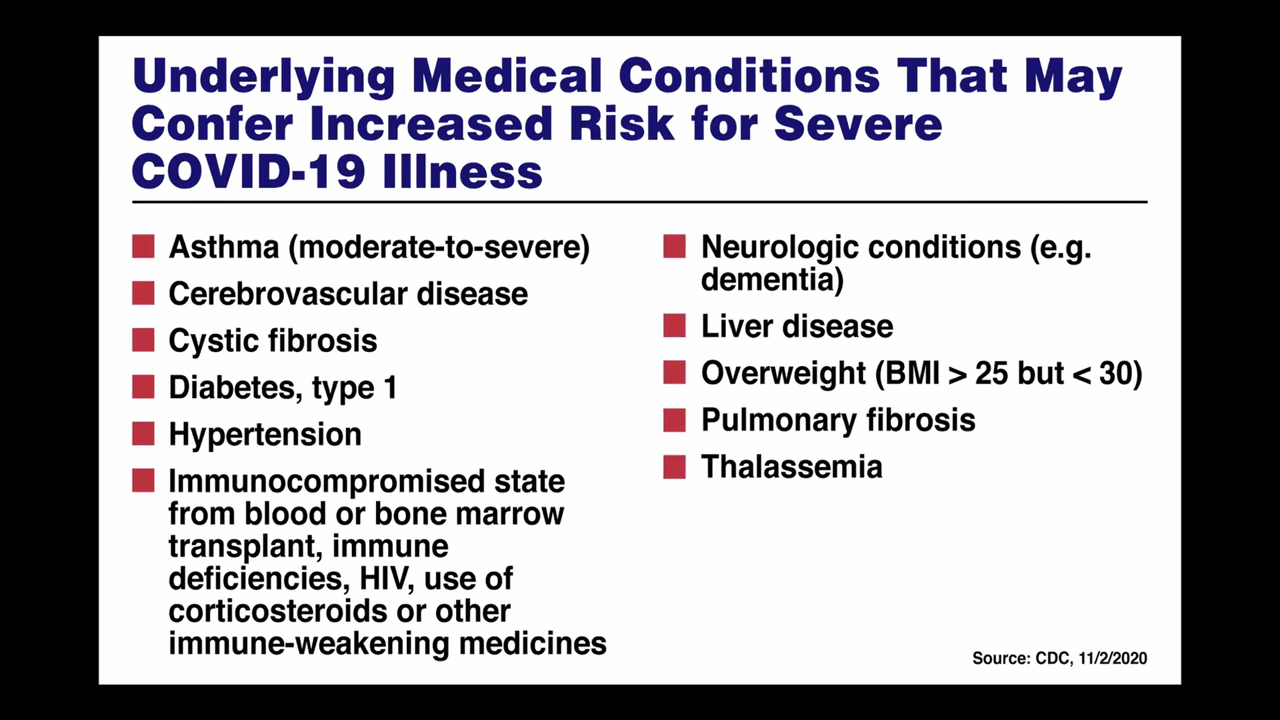 Underlying Medical Conditions That May
Confer Increased Risk for Severe
COVID-19 Illness
Asthma (moderate-to-severe)
Cerebrovascular disease
Cystic fibrosis
Diabetes, type 1
Hypertension
Immunocompromised state
from blood or bone marrow
transplant, immune
deficiencies, HIV, use of
corticosteroids or other
immune-weakening medicines
Neurologic conditions (e.g.
dementia)
Liver disease
Overweight (BMI > 25 but < 30)
Pulmonary fibrosis
Thalassemia
Source: CDC, 11/2/2020